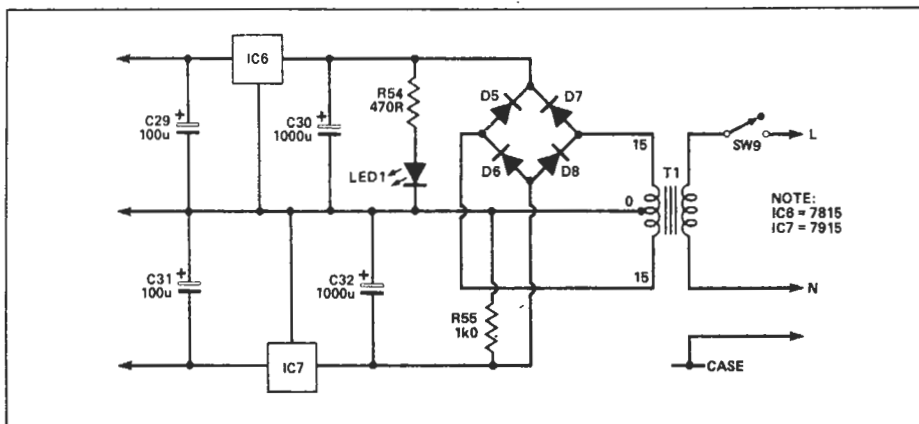 IC6
C29
100u
+
C30
1000u
+
R54
470R
LED1
D5
D7
D6
D8
15
0
15
T1
SW9
L
N
NOTE:
IC6 = 7815
IC7 = 7915
C31
100u
+
C32
1000u
+
R55
1k0
IC7
CASE